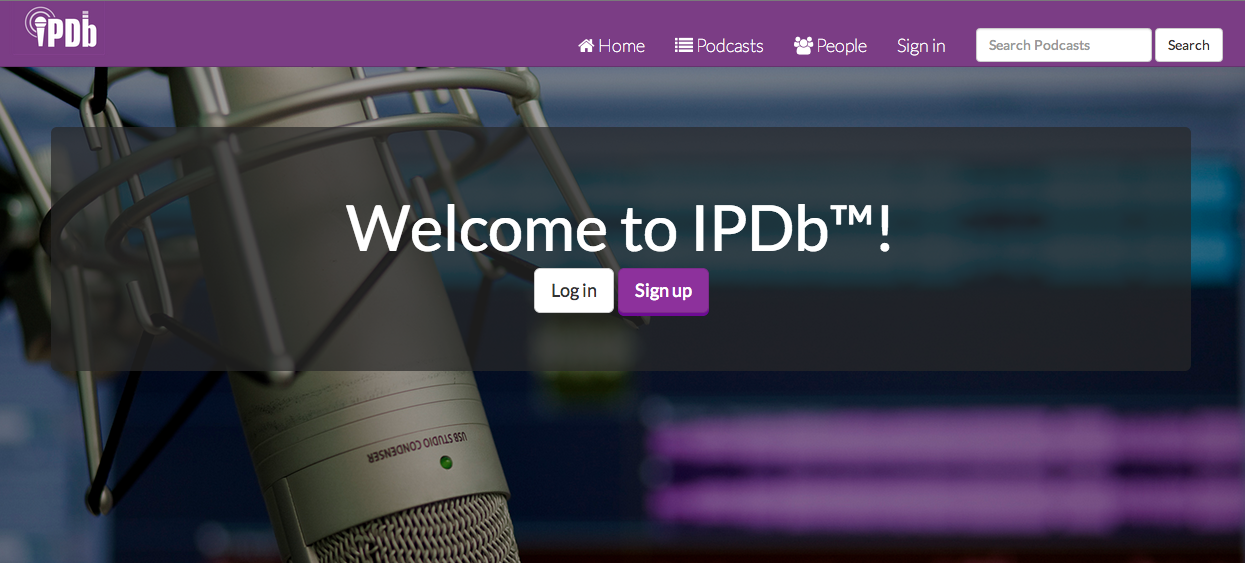 iPDb
Home Podcasts People Sign in Search Podcasts Search
Welcome to IPDb™!
Log in Sign up
USB STUDIO CONDENSER